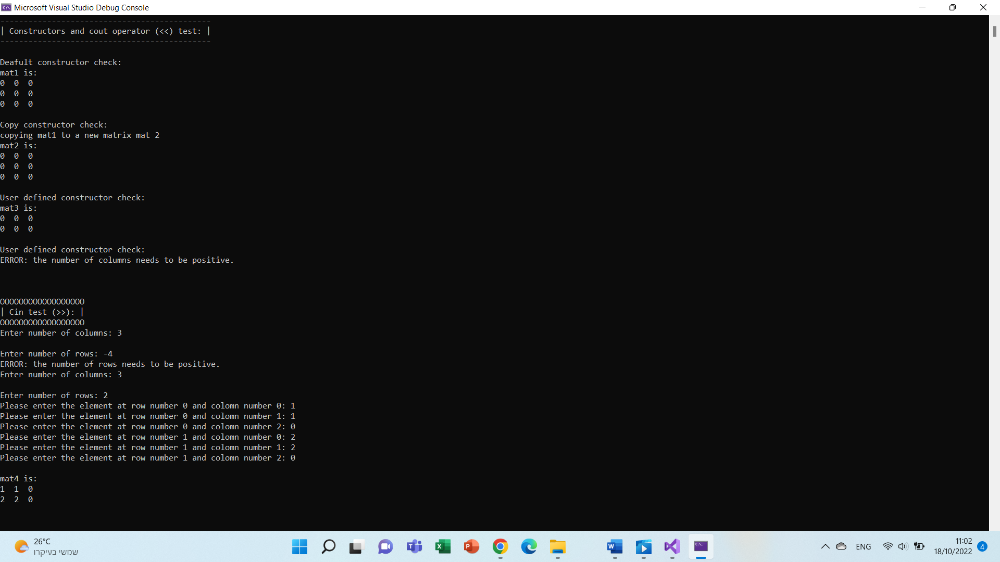 Microsoft Visual Studio Debug Console
---------------------------------------------
| Constructors and cout operator (<<) test: |
---------------------------------------------
Deafult constructor check:
mat1 is:
0  0  0
0  0  0
0  0  0
Copy constructor check:
copying mat1 to a new matrix mat 2
mat2 is:
0  0  0
0  0  0
0  0  0
User defined constructor check:
mat3 is:
0  0  0
0  0  0
User defined constructor check:
ERROR: the number of columns needs to be positive.
OOOOOOOOOOOOOOOOOO
| Cin test (>>): |
OOOOOOOOOOOOOOOOOO
Enter number of columns: 3
Enter number of rows: -4
ERROR: the number of rows needs to be positive.
Enter number of columns: 3
Enter number of rows: 2
Please enter the element at row number 0 and colomn number 0: 1
Please enter the element at row number 0 and colomn number 1: 1
Please enter the element at row number 0 and colomn number 2: 0
Please enter the element at row number 1 and colomn number 0: 2
Please enter the element at row number 1 and colomn number 1: 2
Please enter the element at row number 1 and colomn number 2: 0
mat4 is:
1  1  0
2  2  0
26°C
שמשי בעיקרו
ENG
11:02
18/10/2022
4